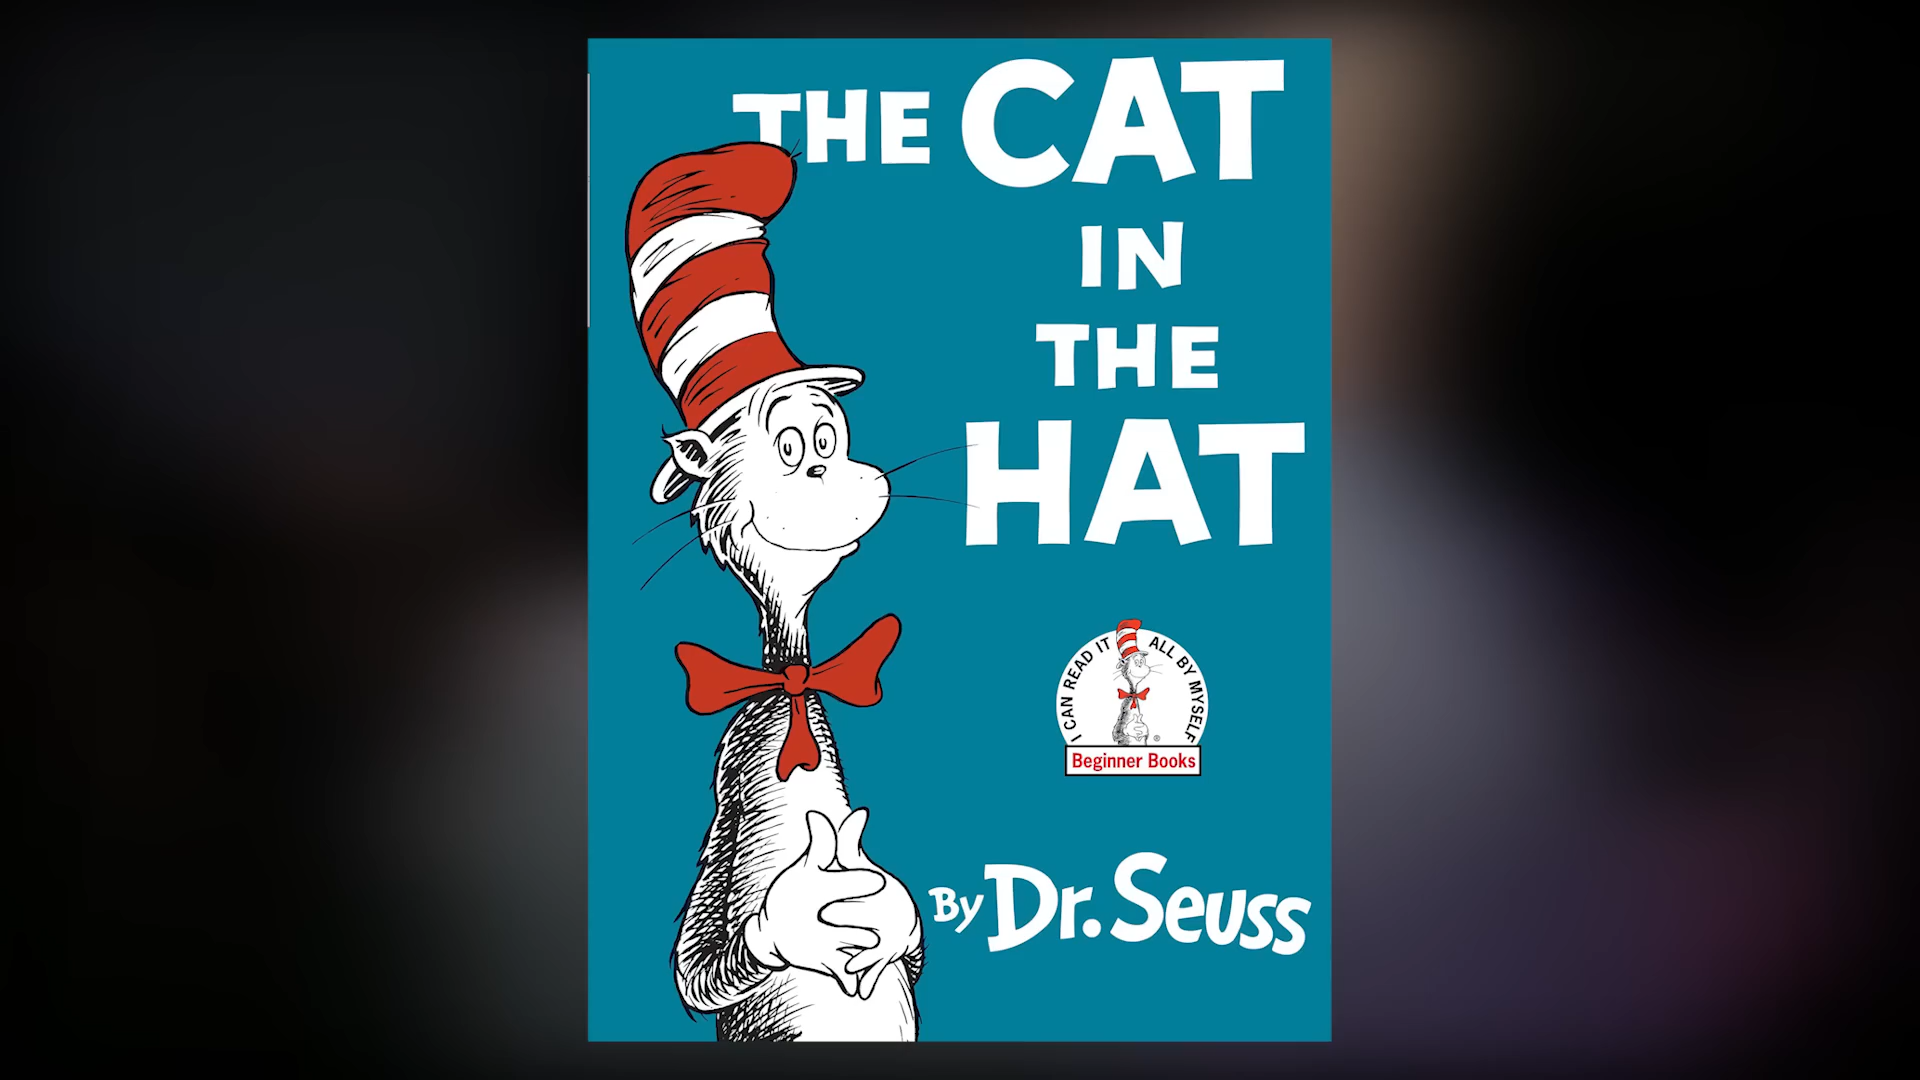 THE CAT
IN
THE
HAT
I CAN READ IT ALL BY MYSELF
®
Beginner Books
By Dr. Seuss